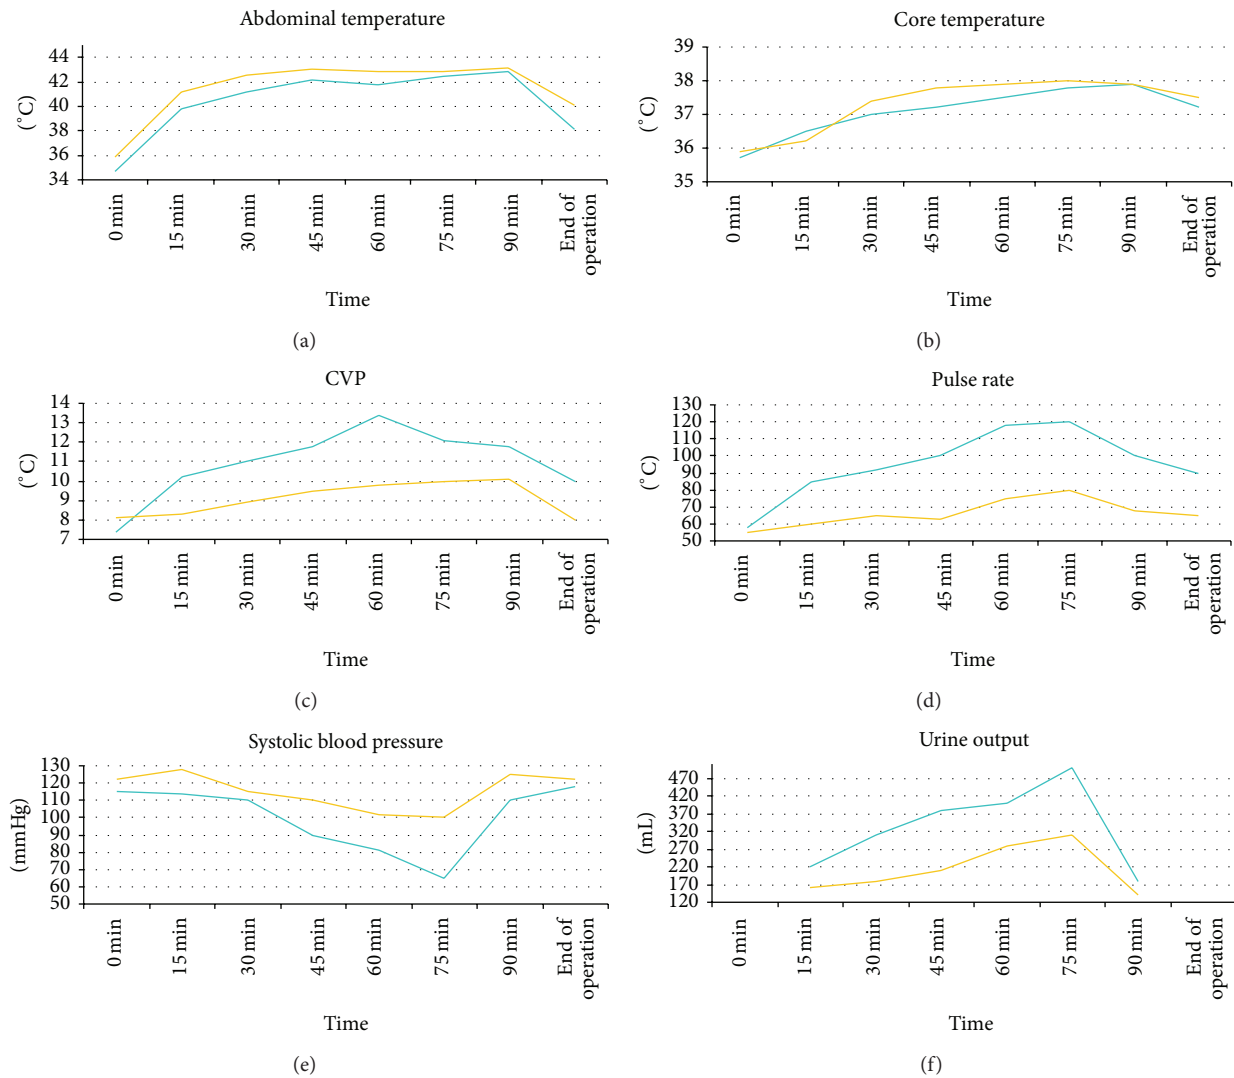 Abdominal temperature
44
42
40
38
36
34
(°C)
0 min
15 min
30 min
45 min
60 min
75 min
90 min
End of
operation
Time
(a)
Core temperature
39
38
37
36
35
(°C)
0 min
15 min
30 min
45 min
60 min
75 min
90 min
End of
operation
Time
(b)
CVP
14
13
12
11
10
9
8
7
(°C)
0 min
15 min
30 min
45 min
60 min
75 min
90 min
End of
operation
Time
(c)
Pulse rate
130
120
110
100
90
80
70
60
50
(°C)
0 min
15 min
30 min
45 min
60 min
75 min
90 min
End of
operation
Time
(d)
Systolic blood pressure
130
120
110
100
90
80
70
60
50
(mmHg)
0 min
15 min
30 min
45 min
60 min
75 min
90 min
End of
operation
Time
(e)
Urine output
470
420
370
320
270
220
170
120
(mL)
0 min
15 min
30 min
45 min
60 min
75 min
90 min
End of
operation
Time
(f)